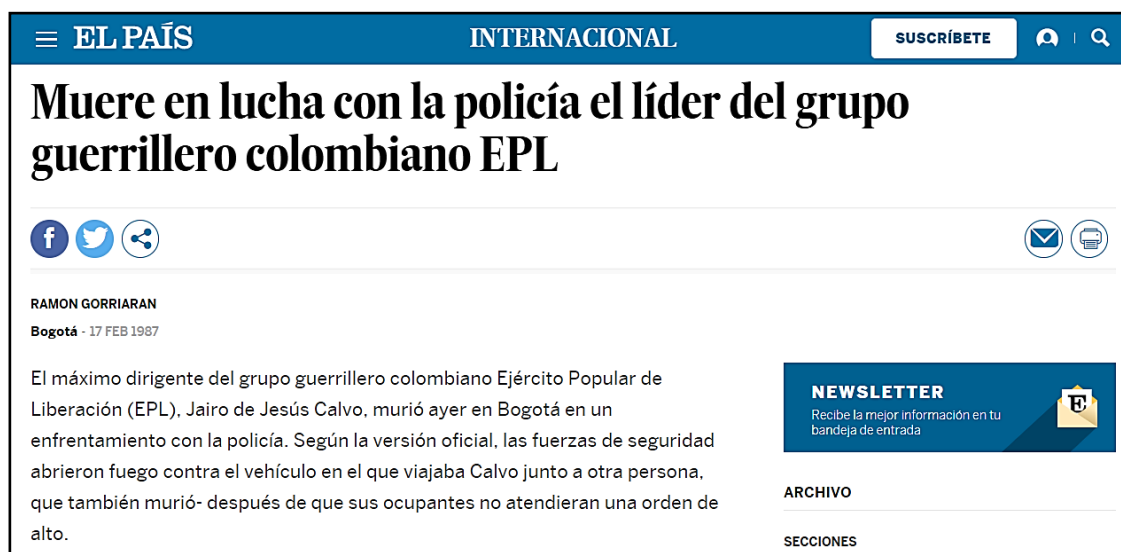 EL PAÍS
INTERNACIONAL
SUSCRÍBETE
Muere en lucha con la policía el líder del grupo
guerrillero colombiano EPL
RAMON GORRIARAN
Bogotá - 17 FEB 1987
El máximo dirigente del grupo guerrillero colombiano Ejército Popular de
Liberación (EPL), Jairo de Jesús Calvo, murió ayer en Bogotá en un
enfrentamiento con la policía. Según la versión oficial, las fuerzas de seguridad
abrieron fuego contra el vehículo en el que viajaba Calvo junto a otra persona,
que también murió- después de que sus ocupantes no atendieran una orden de
alto.
NEWSLETTER
Recibe la mejor información en tu
bandeja de entrada
E
ARCHIVO
SECCIONES